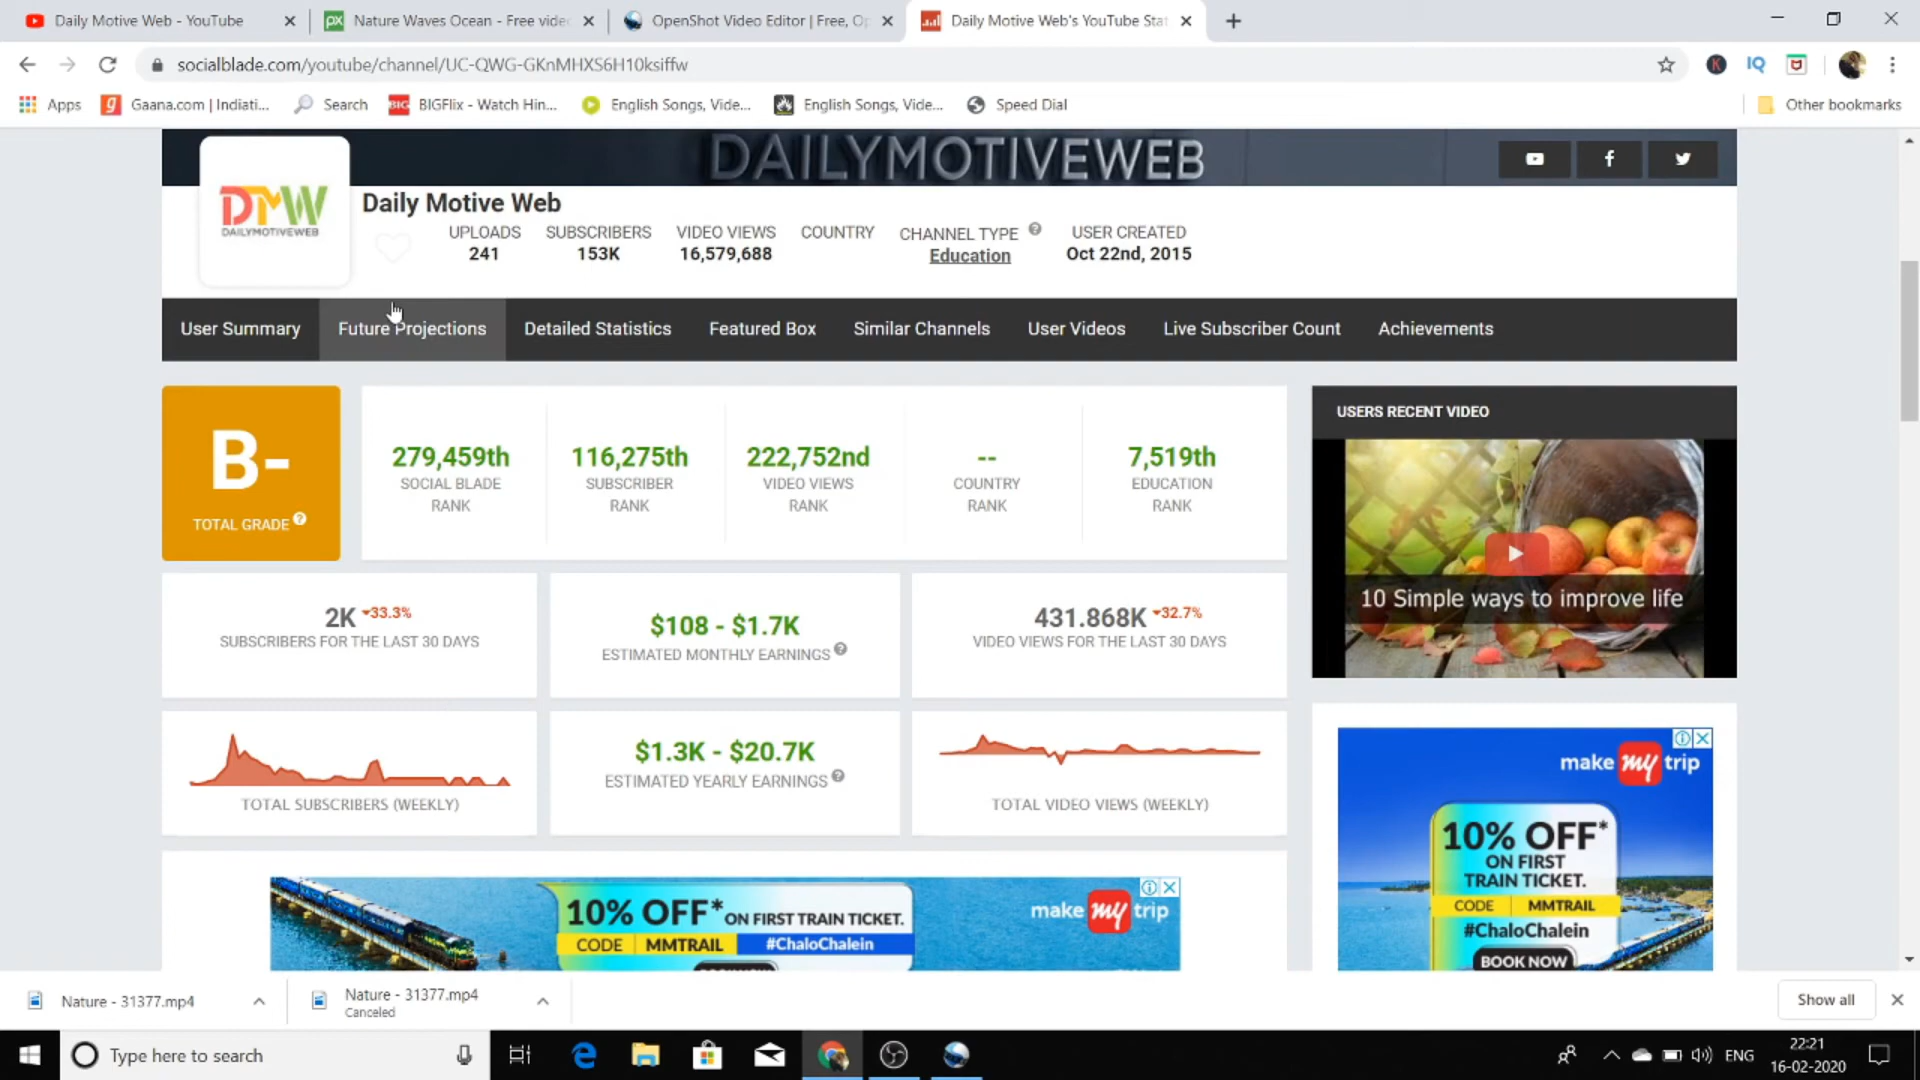 Daily Motive Web - YouTube
Nature Waves Ocean - Free vide
OpenShot Video Editor | Free, Op
Daily Motive Web's YouTube Stat
socialblade.com/youtube/channel/UC-QWG-GKnMHXS6H10ksiffw
Apps
Gaana.com | Indiati...
Search
BIGFlix - Watch Hin...
English Songs, Vide...
English Songs, Vide...
Speed Dial
Other bookmarks
DAILYMOTIVEWEB
DMW
DAILYMOTIVEWEB
Daily Motive Web
UPLOADS
241
SUBSCRIBERS
153K
VIDEO VIEWS
16,579,688
COUNTRY
CHANNEL TYPE
Education
USER CREATED
Oct 22nd, 2015
User Summary
Future Projections
Detailed Statistics
Featured Box
Similar Channels
User Videos
Live Subscriber Count
Achievements
B-
TOTAL GRADE
279,459th
SOCIAL BLADE
RANK
116,275th
SUBSCRIBER
RANK
222,752nd
VIDEO VIEWS
RANK
--
COUNTRY
RANK
7,519th
EDUCATION
RANK
USERS RECENT VIDEO
10 Simple ways to improve life
2K -33.3%
SUBSCRIBERS FOR THE LAST 30 DAYS
$108 - $1.7K
ESTIMATED MONTHLY EARNINGS
431.868K -32.7%
VIDEO VIEWS FOR THE LAST 30 DAYS
TOTAL SUBSCRIBERS (WEEKLY)
$1.3K - $20.7K
ESTIMATED YEARLY EARNINGS
TOTAL VIDEO VIEWS (WEEKLY)
make my trip
10% OFF*
ON FIRST
TRAIN TICKET.
CODE MMTRAIL
#ChaloChalein
BOOK NOW
10% OFF* ON FIRST TRAIN TICKET.
CODE MMTRAIL #ChaloChalein
make my trip
Nature - 31377.mp4
Nature - 31377.mp4
Canceled
Show all
Type here to search
ENG
22:21
16-02-2020